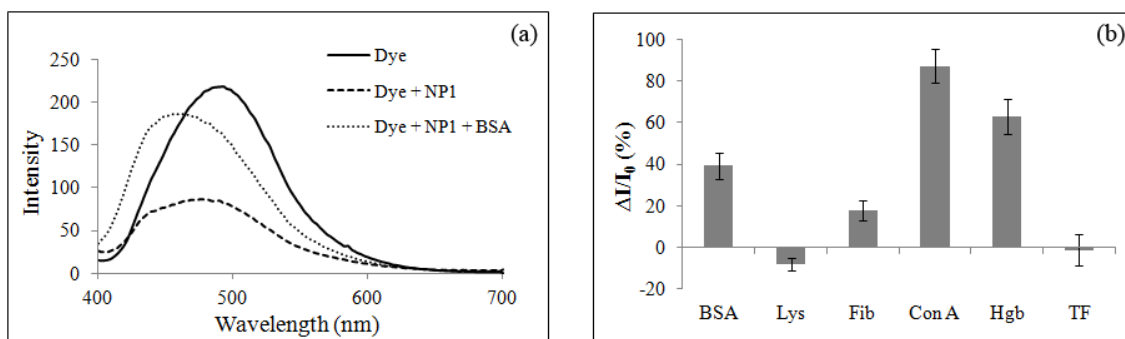 (a)
250
200
150
100
50
0
Intensity
400 500 600 700
Wavelength (nm)
Dye
Dye + NP1
Dye + NP1 + BSA
(b)
100
80
60
40
20
0
-20
ΔI/I₀ (%)
BSA Lys Fib Con A Hgb TF